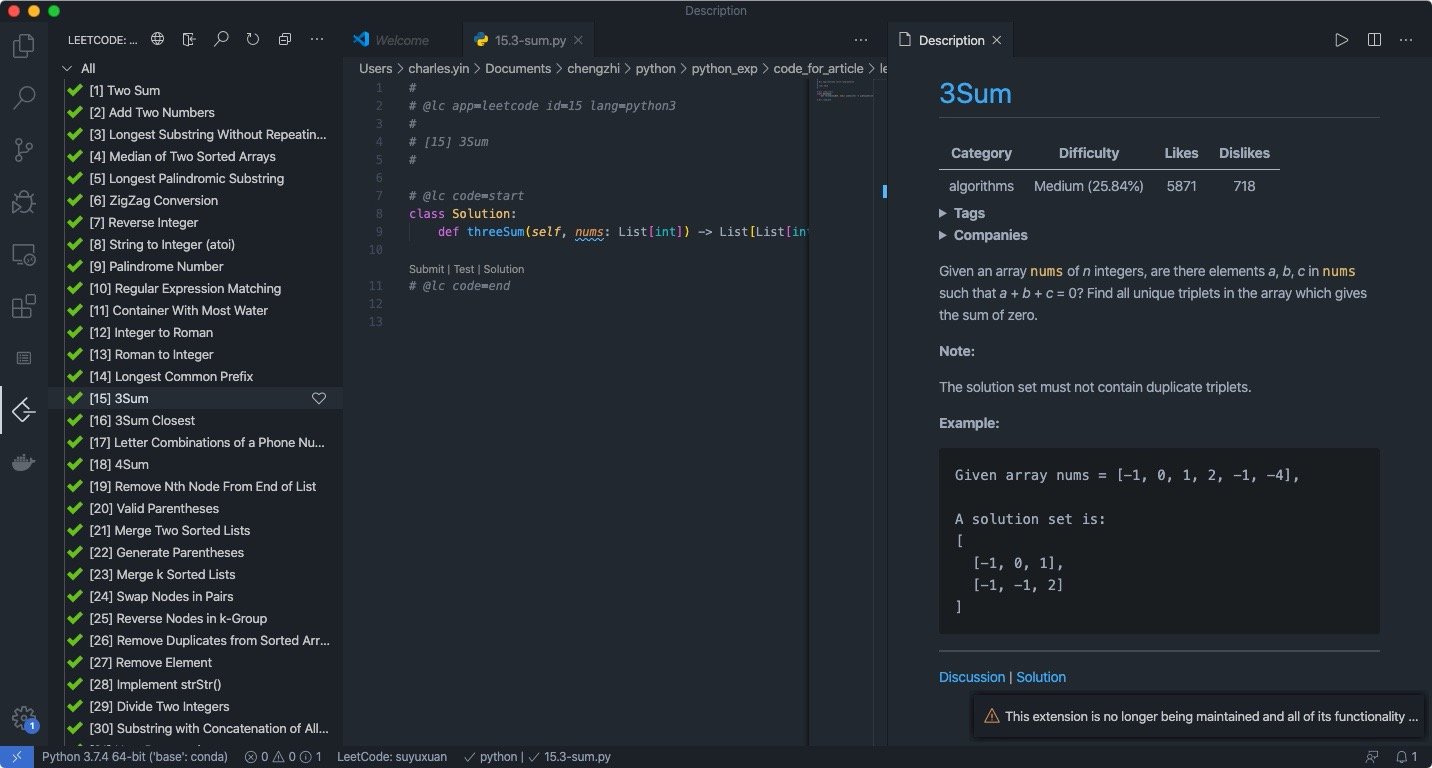 Description
LEETCODE: ...
All
[1] Two Sum
[2] Add Two Numbers
[3] Longest Substring Without Repeatin...
[4] Median of Two Sorted Arrays
[5] Longest Palindromic Substring
[6] ZigZag Conversion
[7] Reverse Integer
[8] String to Integer (atoi)
[9] Palindrome Number
[10] Regular Expression Matching
[11] Container With Most Water
[12] Integer to Roman
[13] Roman to Integer
[14] Longest Common Prefix
[15] 3Sum
[16] 3Sum Closest
[17] Letter Combinations of a Phone Nu...
[18] 4Sum
[19] Remove Nth Node From End of List
[20] Valid Parentheses
[21] Merge Two Sorted Lists
[22] Generate Parentheses
[23] Merge k Sorted Lists
[24] Swap Nodes in Pairs
[25] Reverse Nodes in k-Group
[26] Remove Duplicates from Sorted Arr...
[27] Remove Element
[28] Implement strStr()
[29] Divide Two Integers
[30] Substring with Concatenation of All...
1
Welcome
15.3-sum.py
Users > charles.yin > Documents > chengzhi > python > python_exp > code_for_article > le
1 #
2 # @lc app=leetcode id=15 lang=python3
3 #
4 # [15] 3Sum
5 #
6
7 # @lc code=start
8 class Solution:
9 def threeSum(self, nums: List[int]) -> List[List[in
10
Submit | Test | Solution
11 # @lc code=end
12
13
Description
3Sum
Category Difficulty Likes Dislikes
algorithms Medium (25.84%) 5871 718
Tags
Companies
Given an array nums of n integers, are there elements a, b, c in nums
such that a + b + c = 0? Find all unique triplets in the array which gives
the sum of zero.
Note:
The solution set must not contain duplicate triplets.
Example:
Given array nums = [-1, 0, 1, 2, -1, -4],
A solution set is:
[
[-1, 0, 1],
[-1, -1, 2]
]
Discussion | Solution
This extension is no longer being maintained and all of its functionality ...
Python 3.7.4 64-bit ('base': conda) 0 0 1 LeetCode: suyuxuan python | 15.3-sum.py 1